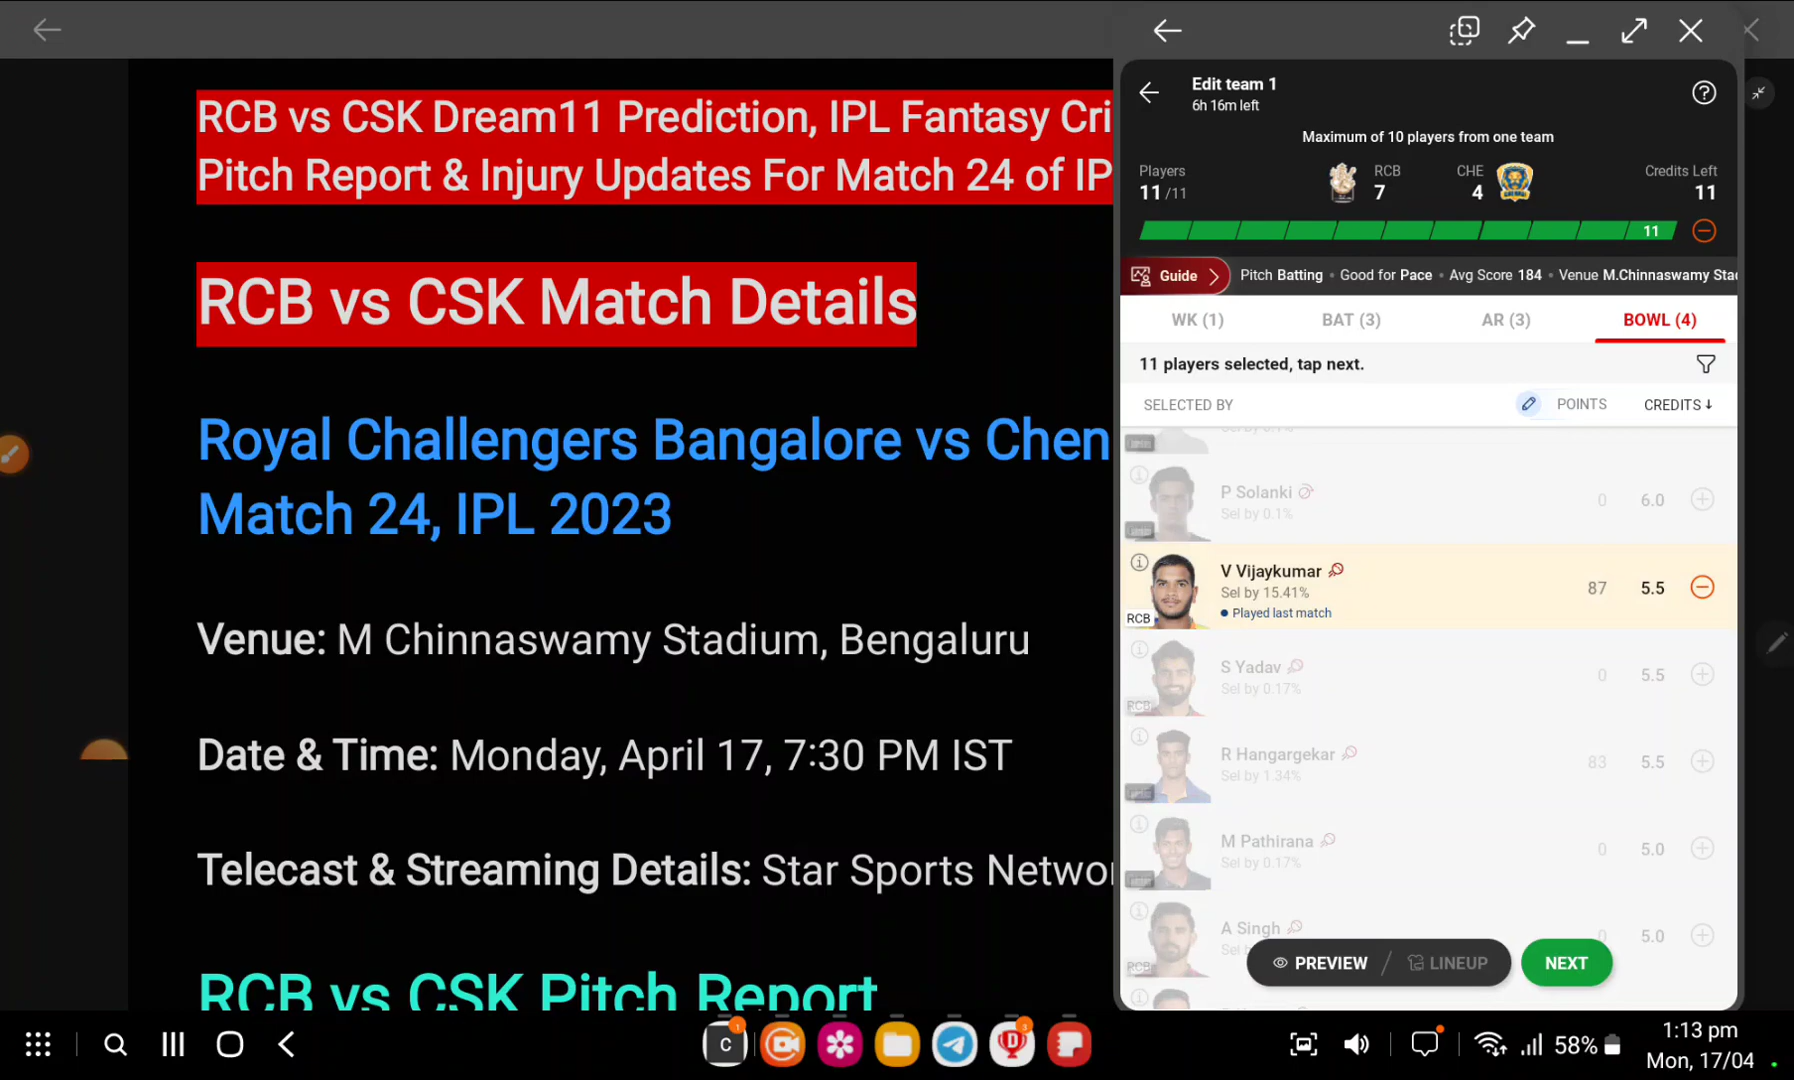 RCB vs CSK Dream11 Prediction, IPL Fantasy Cri
Pitch Report & Injury Updates For Match 24 of IP
RCB vs CSK Match Details
Royal Challengers Bangalore vs Chen
Match 24, IPL 2023
Venue: M Chinnaswamy Stadium, Bengaluru
Date & Time: Monday, April 17, 7:30 PM IST
Telecast & Streaming Details: Star Sports Networ
RCB vs CSK Pitch Report
Edit team 1
6h 16m left
Maximum of 10 players from one team
Players
11/11
RCB
7
CHE
4
Credits Left
11
11
Guide
Pitch Batting • Good for Pace • Avg Score 184 • Venue M.Chinnaswamy Stad
WK (1)
BAT (3)
AR (3)
BOWL (4)
11 players selected, tap next.
SELECTED BY
POINTS
CREDITS
P Solanki
Sel by 0.1%
0
6.0
V Vijaykumar
Sel by 15.41%
Played last match
RCB
87
5.5
S Yadav
Sel by 0.17%
RCB
0
5.5
R Hangargekar
Sel by 1.34%
83
5.5
M Pathirana
Sel by 0.17%
0
5.0
A Singh
Sel b
RCB
0
5.0
PREVIEW
LINEUP
NEXT
C
1
D
3
58%
1:13 pm
Mon, 17/04